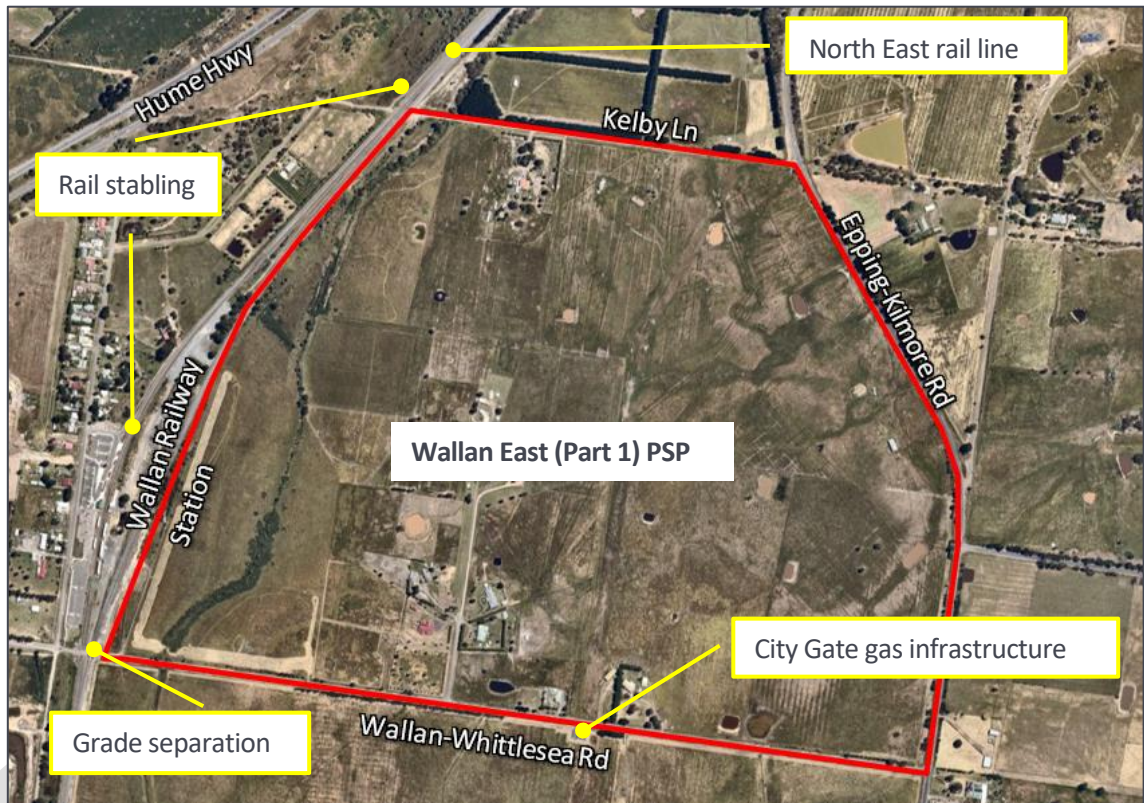 North East rail line
Hume Hwy
Kelby Ln
Rail stabling
Epping-Kilmore Rd
Wallan Railway
Station
Wallan East (Part 1) PSP
City Gate gas infrastructure
Grade separation
Wallan-Whittlesea Rd